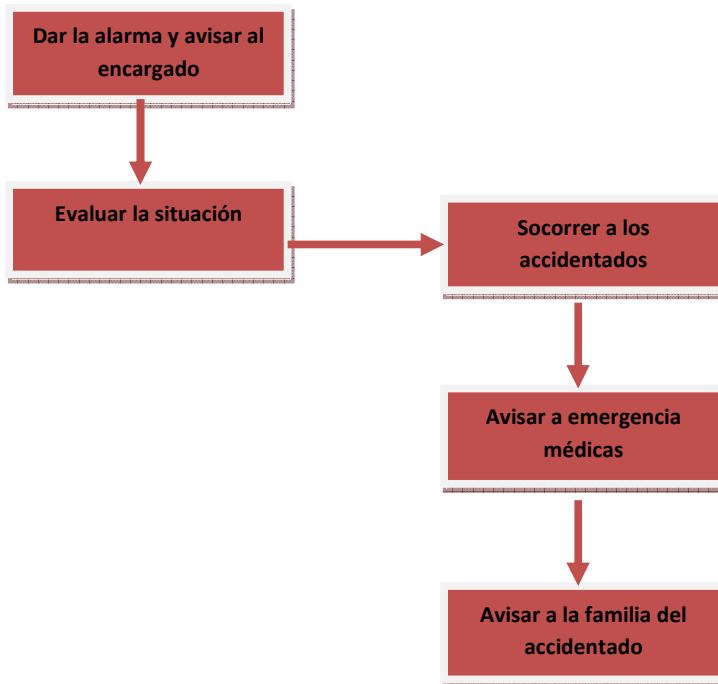 Dar la alarma y avisar al
encargado
Evaluar la situación
Socorrer a los
accidentados
Avisar a emergencia
médicas
Avisar a la familia del
accidentado